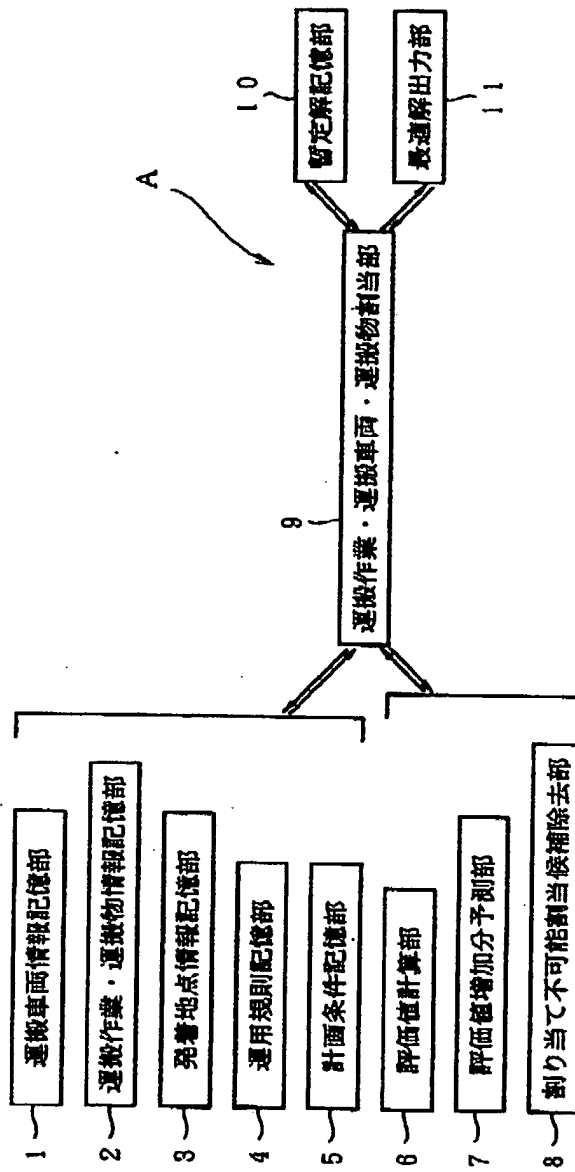 1 運搬車両情報記憶部
2 運搬作業・運搬物情報記憶部
3 発着地点情報記憶部
4 運用規則記憶部
5 計画条件記憶部
6 評価値計算部
7 評価値増加分予測部
8 割り当て不可能割当候補除去部
9
運搬作業・運搬車両・運搬物割当部
A
10
暫定解記憶部
最適解出力部
11